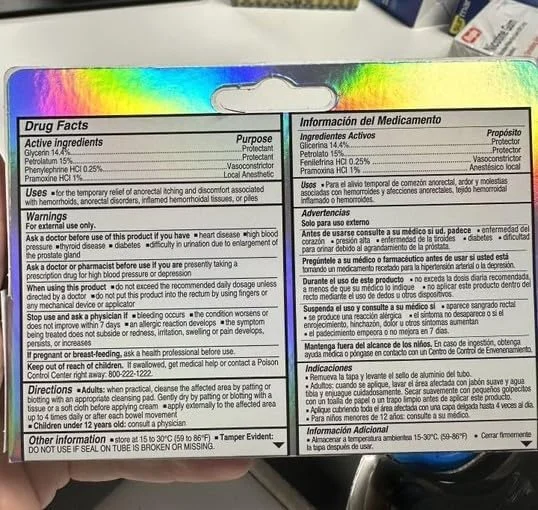 Drug Facts
Active ingredients Purpose
Glycerin 14.4% Protectant
Petrolatum 15% Protectant
Phenylephrine HCl 0.25% Vasoconstrictor
Pramoxine HCl 1% Local Anesthetic
Uses ▪for the temporary relief of anorectal itching and discomfort associated
with hemorrhoids, anorectal disorders, inflamed hemorrhoidal tissues, or piles
Warnings
For external use only.
Ask a doctor before use of this product if you have ▪heart disease ▪high blood
pressure ▪thyroid disease ▪diabetes ▪difficulty in urination due to enlargement of
the prostate gland
Ask a doctor or pharmacist before use if you are presently taking a
prescription drug for high blood pressure or depression
When using this product ▪do not exceed the recommended daily dosage unless
directed by a doctor ▪do not put this product into the rectum by using fingers or
any mechanical device or applicator
Stop use and ask a physician if ▪bleeding occurs ▪the condition worsens or
does not improve within 7 days ▪an allergic reaction develops ▪the symptom
being treated does not subside or redness, irritation, swelling or pain develops,
persists, or increases
If pregnant or breast-feeding, ask a health professional before use.
Keep out of reach of children. If swallowed, get medical help or contact a Poison
Control Center right away: 800-222-1222.
Directions ▪Adults: when practical, cleanse the affected area by patting or
blotting with an appropriate cleansing pad. Gently dry by patting or blotting with a
tissue or a soft cloth before applying cream ▪apply externally to the affected area
up to 4 times daily or after each bowel movement
▪Children under 12 years old: consult a physician
Other information ▪store at 15 to 30°C (59 to 86°F) ▪Tamper Evident:
DO NOT USE IF SEAL ON TUBE IS BROKEN OR MISSING.
Información del Medicamento
Ingredientes Activos Propósito
Glicerina 14.4% Protector
Petrolato 15% Protector
Fenilefrina HCl 0.25% Vasoconstrictor
Pramoxina HCl 1% Anestésico local
Usos ▪Para el alivio temporal de comezón anorectal, ardor y molestias
asociadas con hemorroides y afecciones anorectales, tejido hemorroidal
inflamado o hemorroides.
Advertencias
Solo para uso externo
Antes de usarse consulte a su médico si ud. padece ▪enfermedad del
corazón ▪presión alta ▪enfermedad de la tiroides ▪diabetes ▪dificultad
para orinar debido al agrandamiento de la próstata.
Pregúntele a su médico o farmacéutico antes de usar si usted está
tomando un medicamento recetado para la hipertensión arterial o la depresión.
Durante el uso de este producto ▪no exceda la dosis diaria recomendada,
a menos de que su médico lo indique ▪no aplicar este producto dentro del
recto mediante el uso de dedos u otros dispositivos.
Suspenda el uso y consulte a su médico si ▪aparece sangrado rectal
▪se produce una reacción alérgica ▪el síntoma no desaparece o si el
enrojecimiento, hinchazón, dolor u otros síntomas aumentan
▪el padecimiento empeora o no mejora en 7 días.
Mantenga fuera del alcance de los niños. En caso de ingestión, obtenga
ayuda médica o póngase en contacto con un Centro de Control de Envenenamiento.
Indicaciones
▪Remueva la tapa y levante el sello de aluminio del tubo.
▪Adultos: cuando se aplique, lavar el área afectada con jabón suave y agua
tibia y enjuague cuidadosamente. Secar suavemente con pequeños golpecitos
con un toalla de papel o un trapo limpio antes de aplicar este producto.
▪Aplique cubriendo toda el área afectada con una capa delgada hasta 4 veces al día.
▪Para niños menores de 12 años: consulte a su médico.
Información Adicional
▪Almacenar a temperatura ambientea 15-30°C. (59-86°F) ▪Cerrar firmemente
la tapa después de usar.